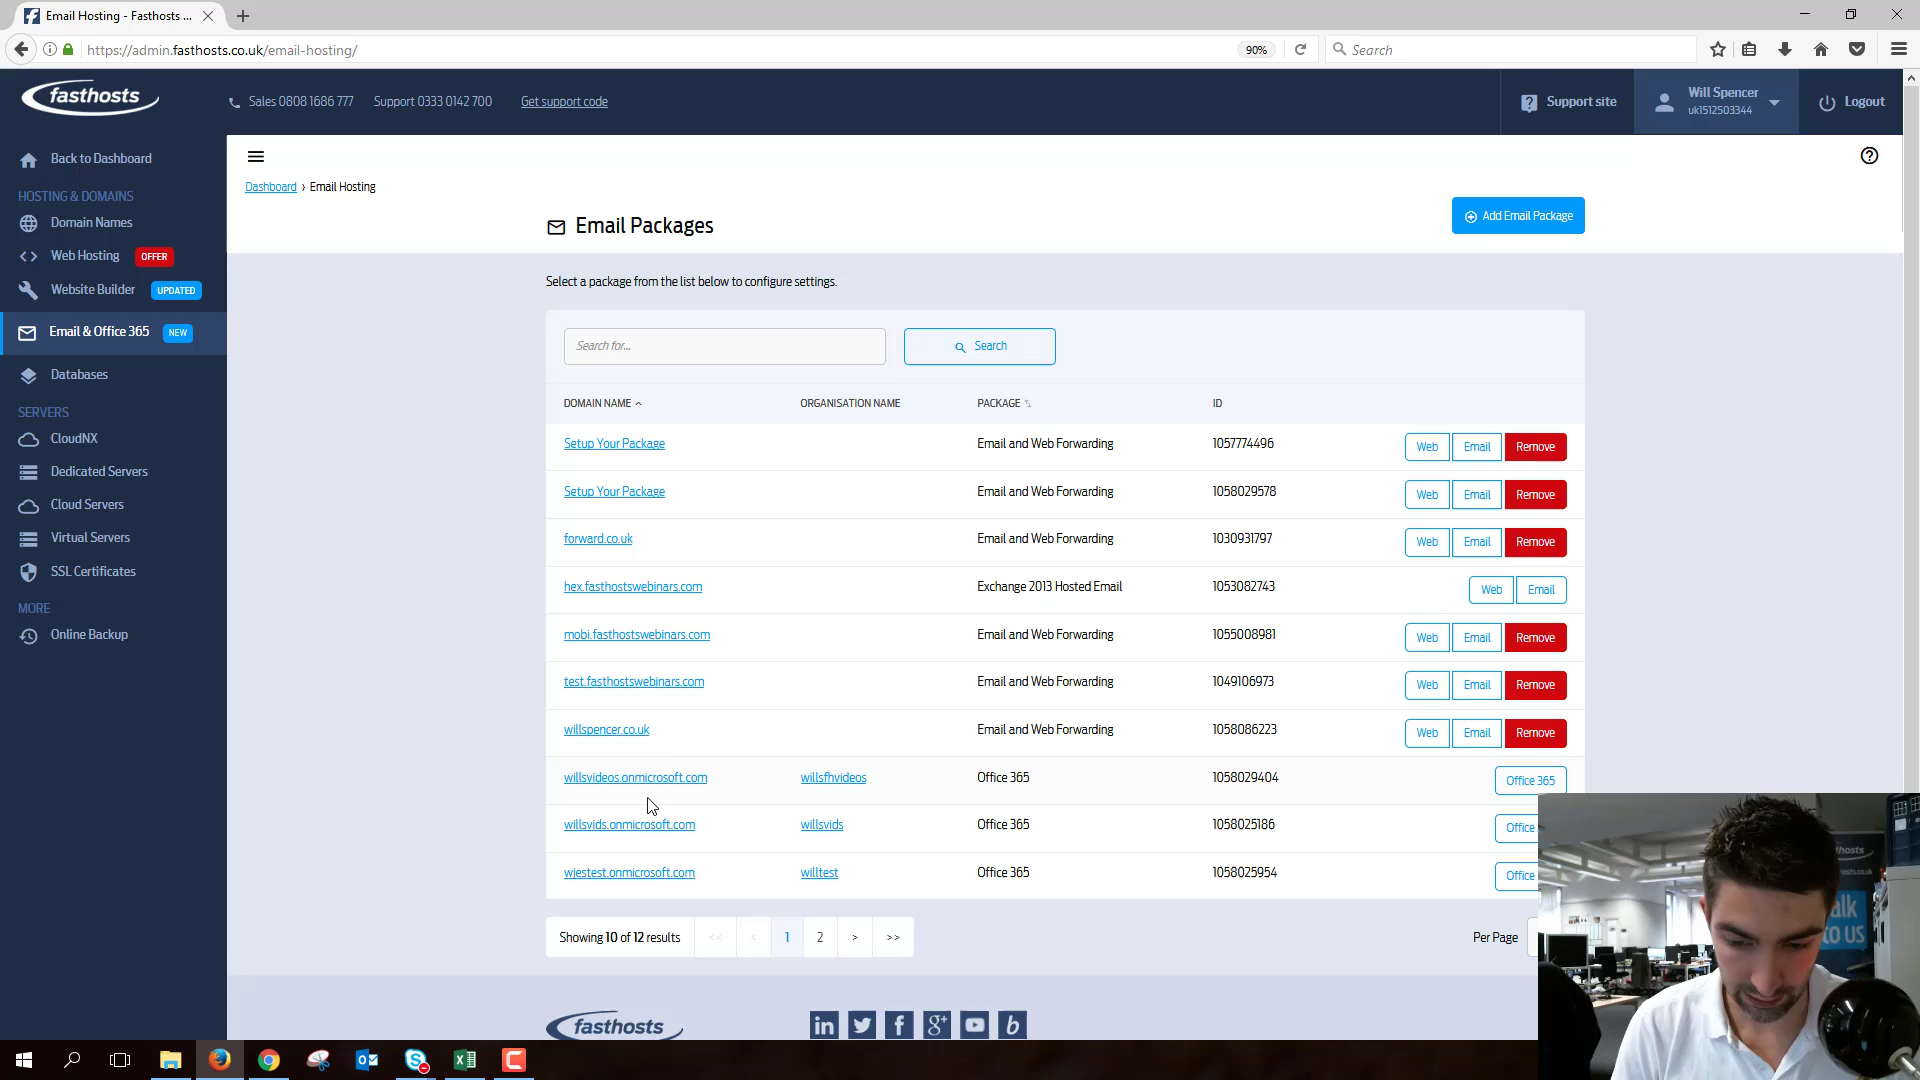 Email Hosting - Fasthosts ...
https://admin.fasthosts.co.uk/email-hosting/
90%
Search
fasthosts
Sales 0808 1686 777
Support 0333 0142 700
Get support code
Support site
Will Spencer
uk1512503344
Logout
Back to Dashboard
HOSTING & DOMAINS
Domain Names
Web Hosting OFFER
Website Builder UPDATED
Email & Office 365 NEW
Databases
SERVERS
CloudNX
Dedicated Servers
Cloud Servers
Virtual Servers
SSL Certificates
MORE
Online Backup
Dashboard › Email Hosting
Email Packages
Add Email Package
Select a package from the list below to configure settings.
Search for...
Search
DOMAIN NAME ORGANISATION NAME PACKAGE ID
Setup Your Package Email and Web Forwarding 1057774496 Web Email Remove
Setup Your Package Email and Web Forwarding 1058029578 Web Email Remove
forward.co.uk Email and Web Forwarding 1030931797 Web Email Remove
hex.fasthostswebinars.com Exchange 2013 Hosted Email 1053082743 Web Email
mobi.fasthostswebinars.com Email and Web Forwarding 1055008981 Web Email Remove
test.fasthostswebinars.com Email and Web Forwarding 1049106973 Web Email Remove
willspencer.co.uk Email and Web Forwarding 1058086223 Web Email Remove
willsvideos.onmicrosoft.com willsfhvideos Office 365 1058029404 Office 365
willsvids.onmicrosoft.com willsvids Office 365 1058025186 Office
wjestest.onmicrosoft.com willtest Office 365 1058025954 Office
Showing 10 of 12 results << < 1 2 > >>
Per Page
fasthosts